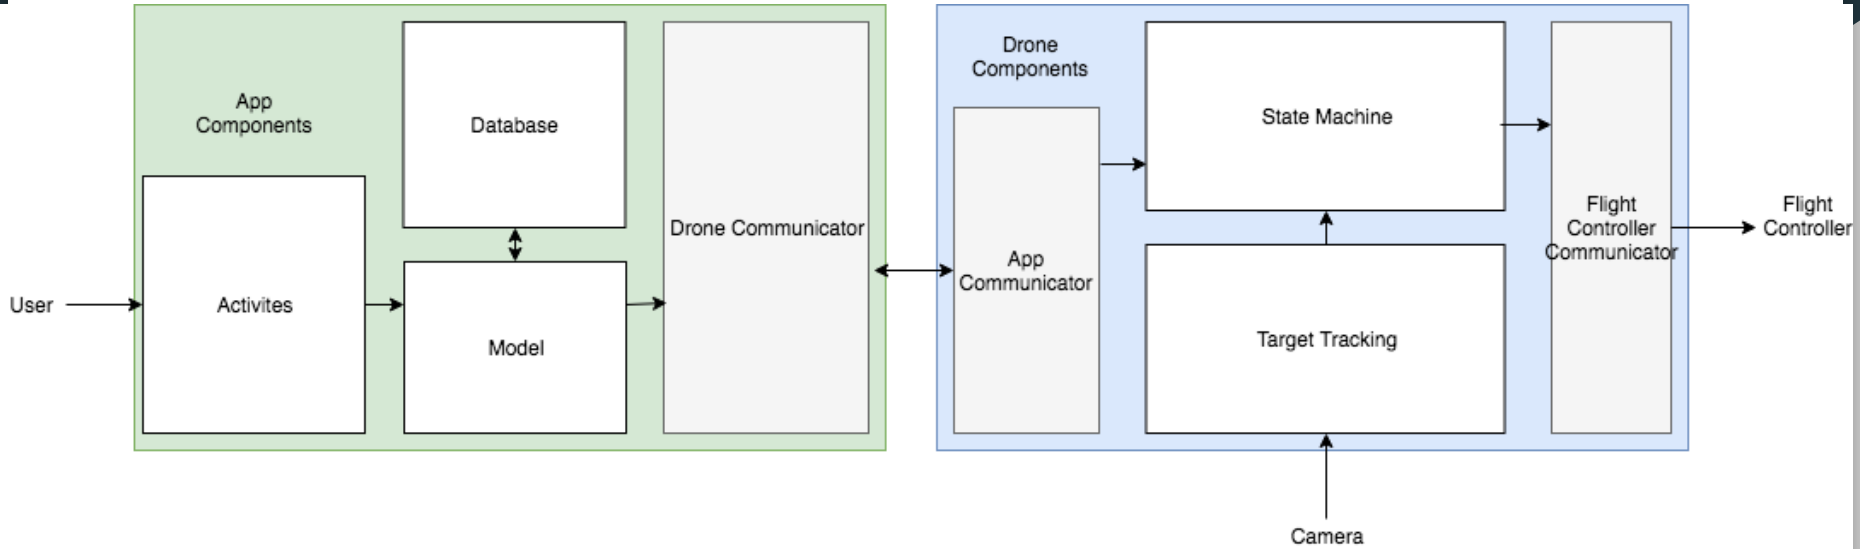 User
App
Components
Activites
Database
Model
Drone Communicator
Drone
Components
App
Communicator
State Machine
Target Tracking
Camera
Flight
Controller
Communicator
Flight
Controller